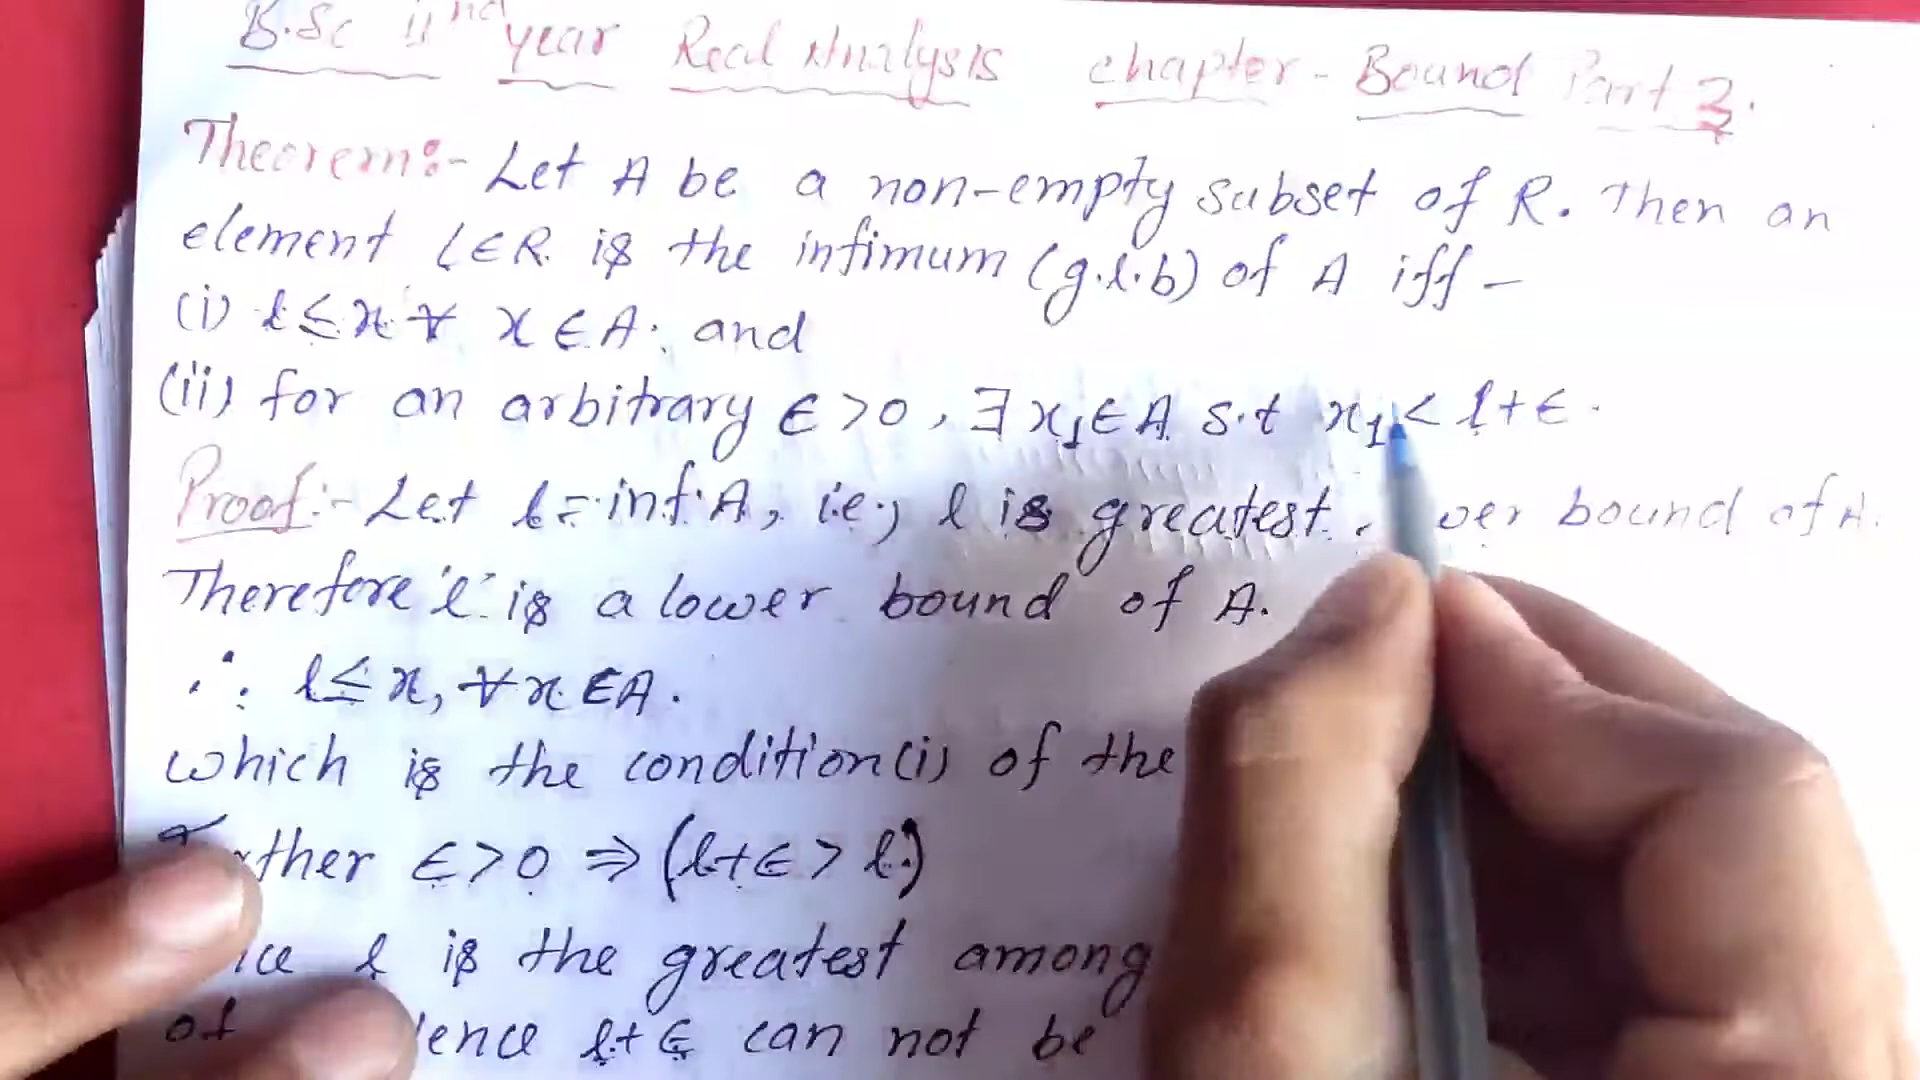 B.Sc IInd year Real Analysis chapter - Bound Part 3.
Theorem:- Let A be a non-empty subset of R. Then an
element l∈R is the infimum (g.l.b) of A iff -
(i) l≤x ∀ x∈A. and
(ii) for an arbitrary ∈>0, ∃ x₁∈A s.t x₁< l+∈.
Proof:- Let l=inf A, i.e., l is greatest bound of A.
Therefore 'l' is a lower bound of A.
∴ l≤x, ∀x∈A.
which is the condition(i) of the
∈>0 ⇒ (l+∈>l)
l is the greatest among
of l+∈ can not be